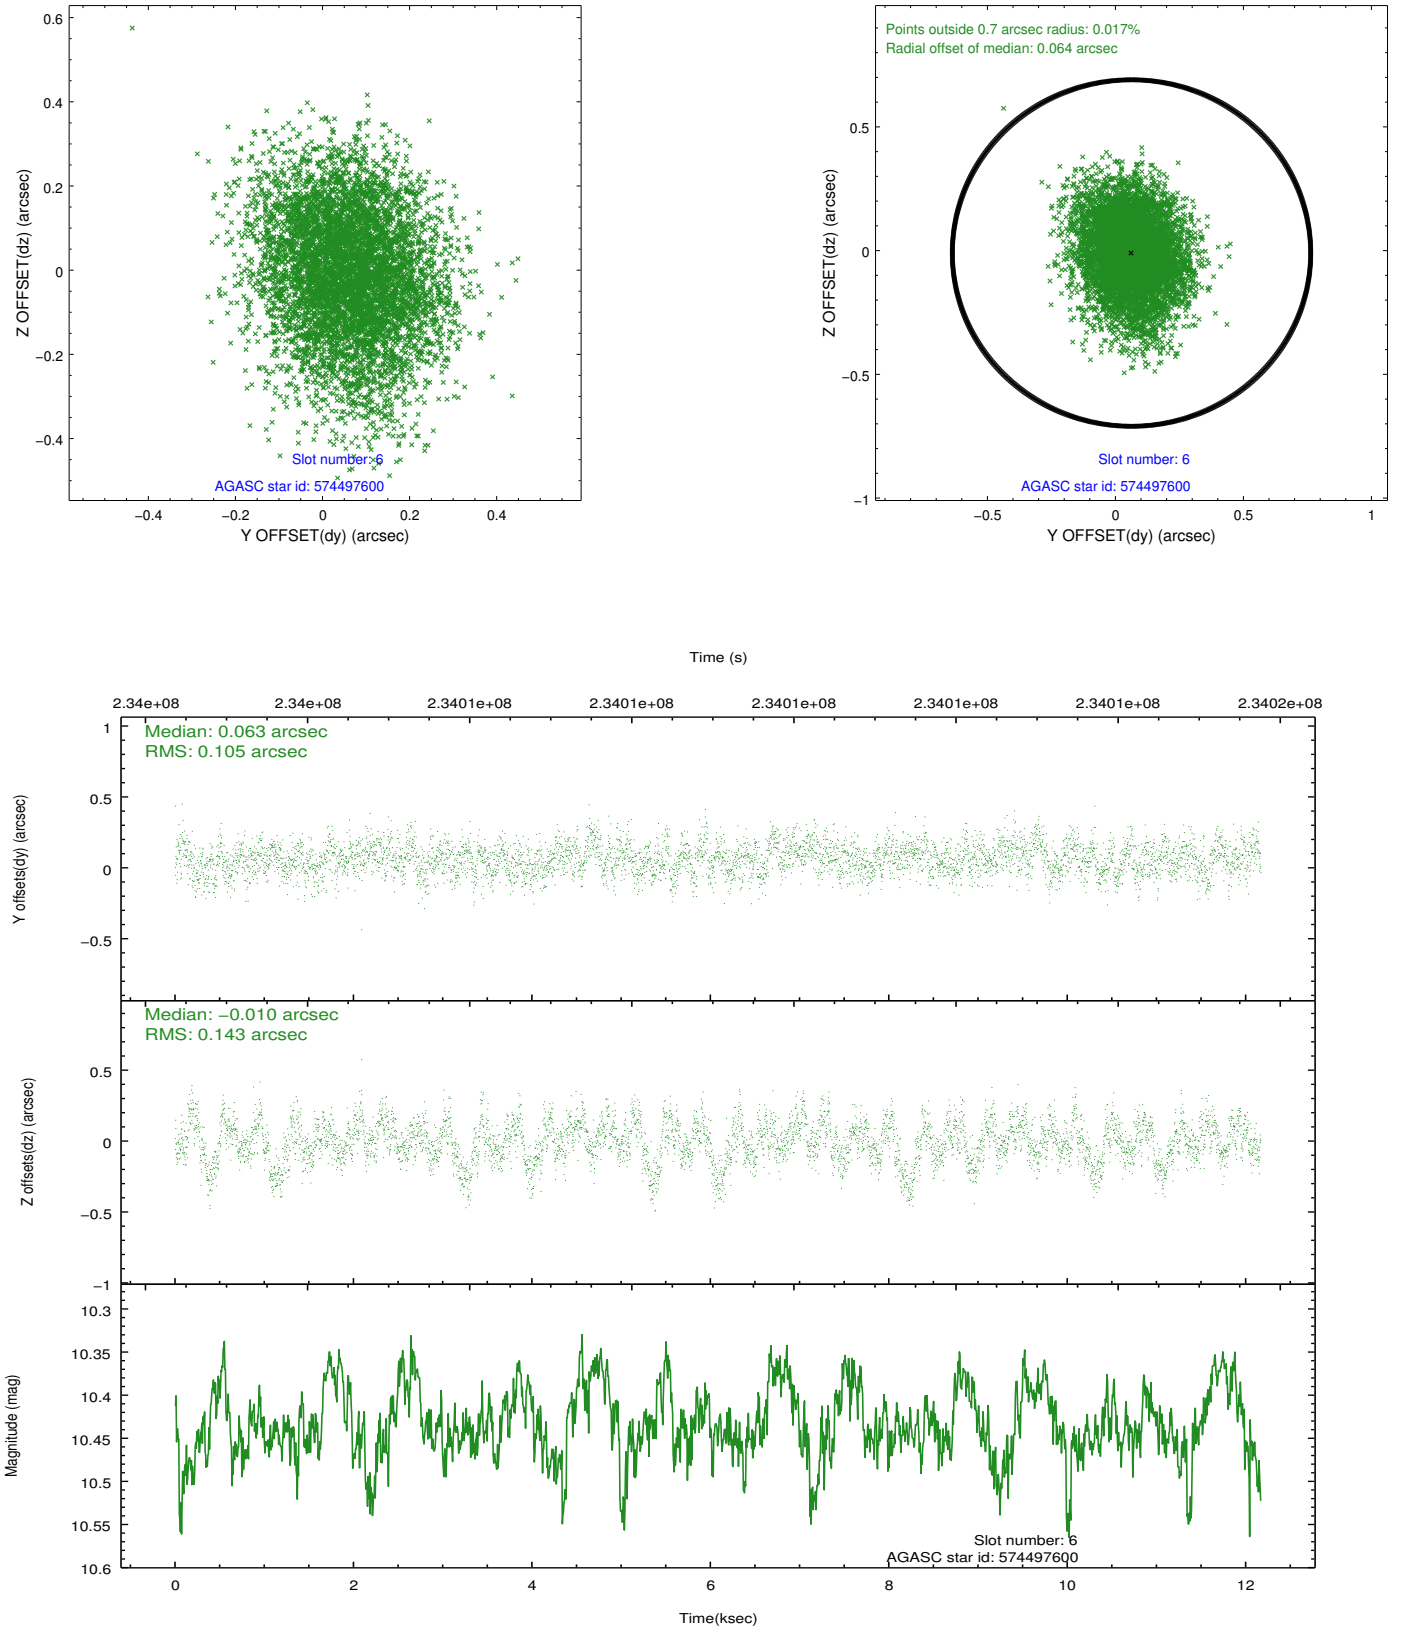 0.6
0.4
0.2
0
−0.2
−0.4
Z OFFSET(dz) (arcsec)
Slot number: 6
AGASC star id: 574497600
−0.4 −0.2 0 0.2 0.4
Y OFFSET(dy) (arcsec)
Points outside 0.7 arcsec radius: 0.017%
Radial offset of median: 0.064 arcsec
0.5
0
−0.5
−1
Z OFFSET(dz) (arcsec)
Slot number: 6
AGASC star id: 574497600
−0.5 0 0.5 1
Y OFFSET(dy) (arcsec)
Time (s)
2.34e+08 2.34e+08 2.3401e+08 2.3401e+08 2.3401e+08 2.3401e+08 2.3401e+08 2.3402e+08
Median: 0.063 arcsec
RMS: 0.105 arcsec
1
0.5
0
−0.5
Y offsets(dy) (arcsec)
Median: −0.010 arcsec
RMS: 0.143 arcsec
0.5
0
−0.5
−1
Z offsets(dz) (arcsec)
10.3
10.35
10.4
10.45
10.5
10.55
10.6
Magnitude (mag)
Slot number: 6
AGASC star id: 574497600
0 2 4 6 8 10 12
Time(ksec)